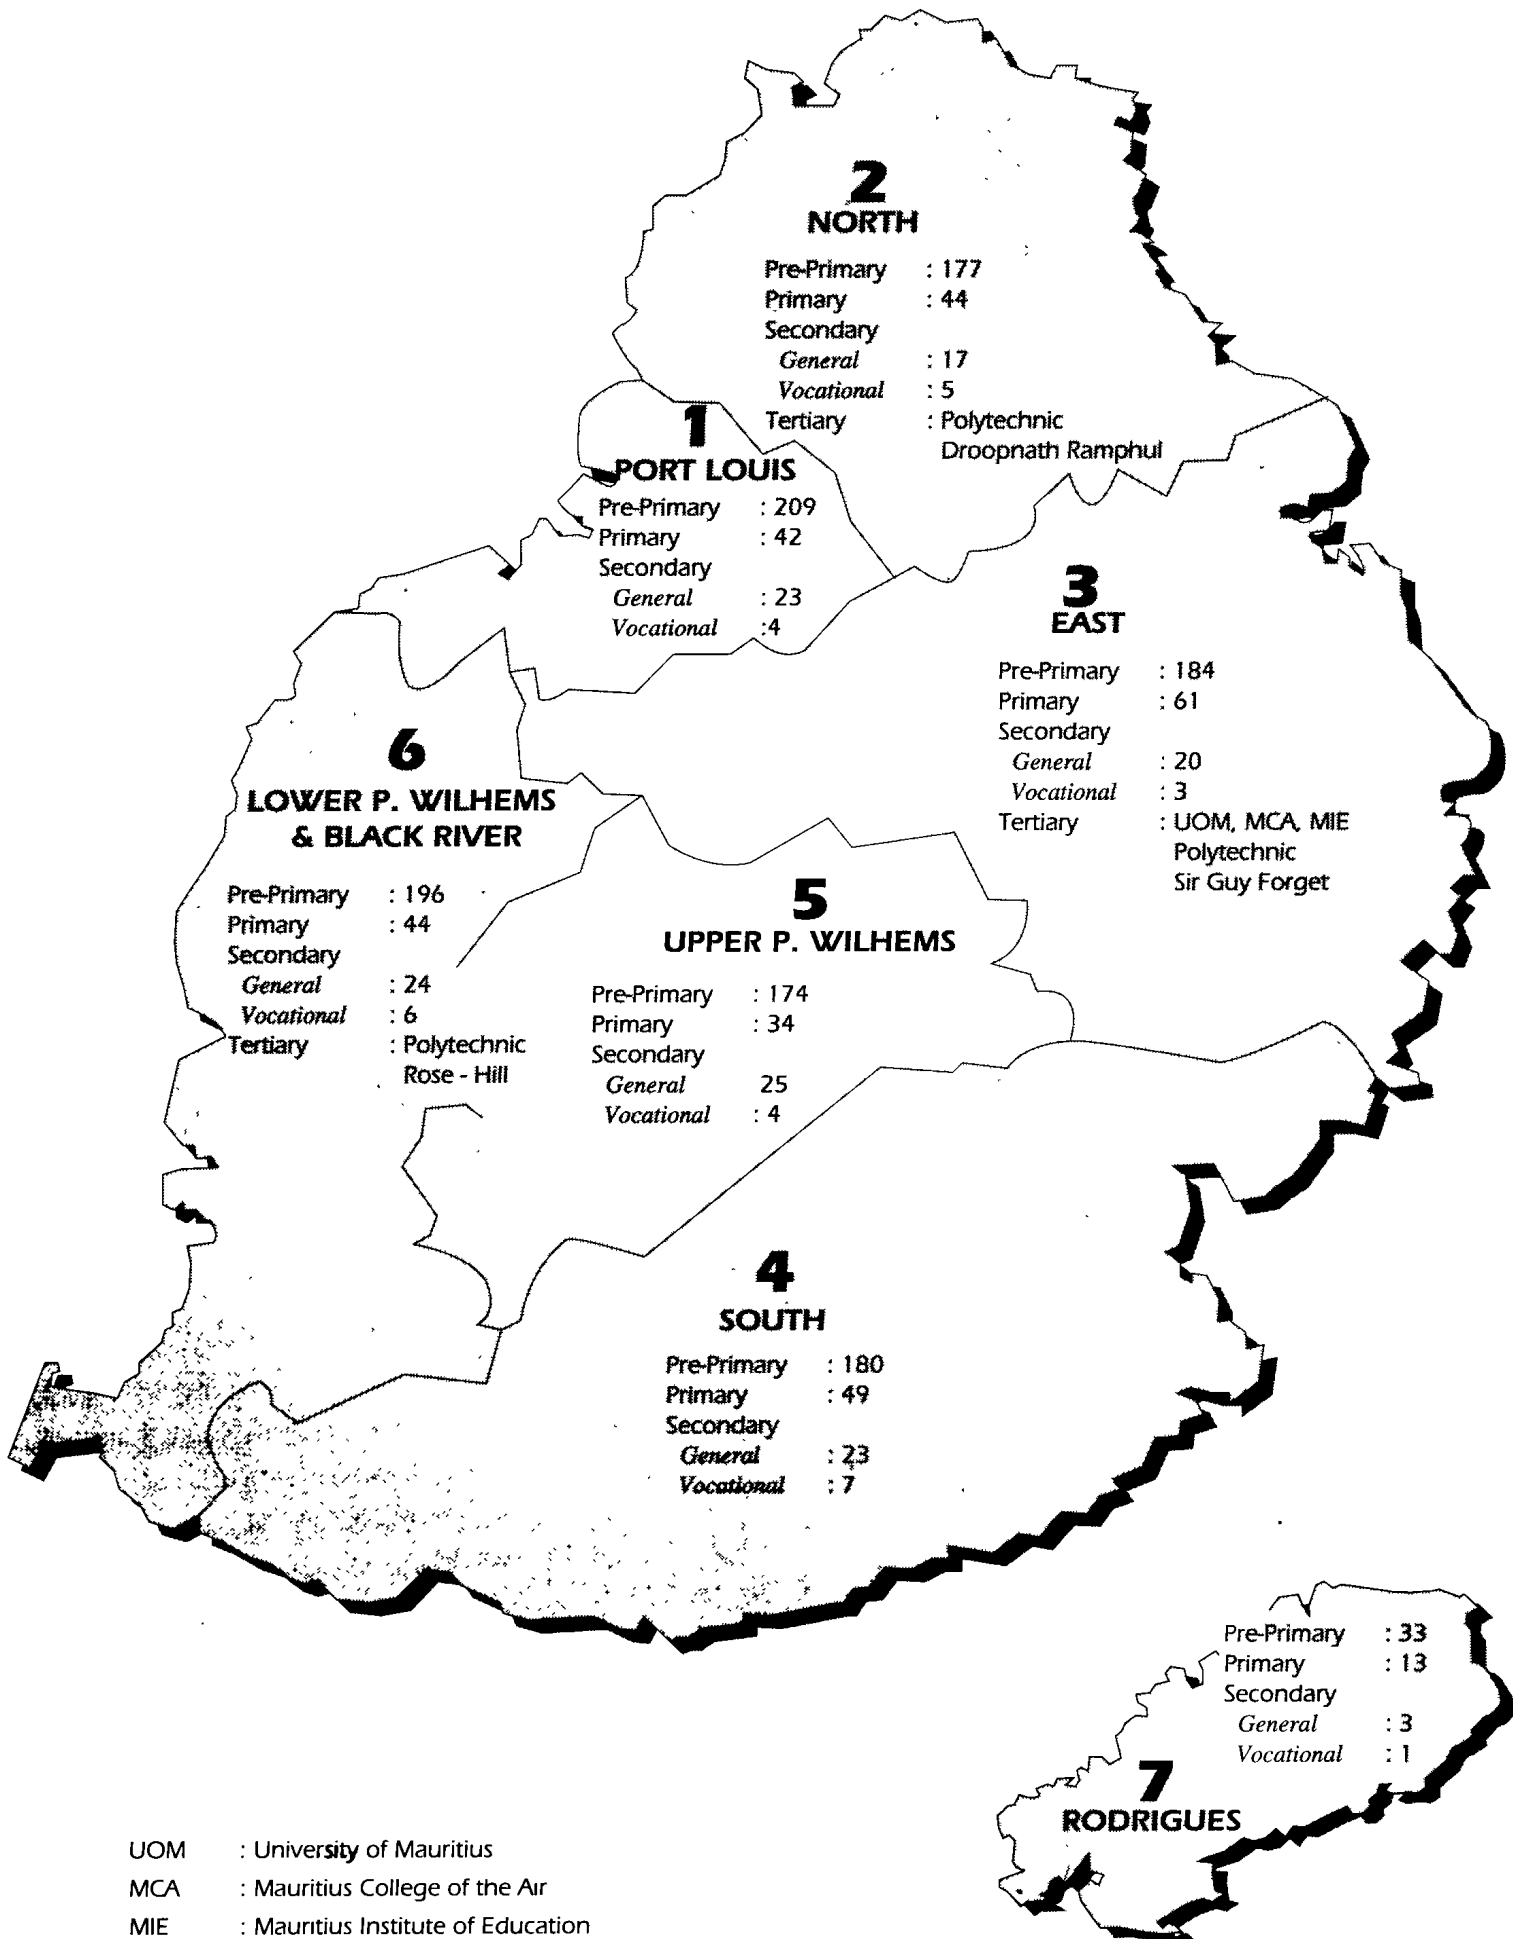 2
NORTH
Pre-Primary : 177
Primary : 44
Secondary
General : 17
Vocational : 5
Tertiary : Polytechnic
Droopnath Ramphul
1
PORT LOUIS
Pre-Primary : 209
Primary : 42
Secondary
General : 23
Vocational :4
3
EAST
Pre-Primary : 184
Primary : 61
Secondary
General : 20
Vocational : 3
Tertiary : UOM, MCA, MIE
Polytechnic
Sir Guy Forget
6
LOWER P. WILHEMS
& BLACK RIVER
Pre-Primary : 196
Primary : 44
Secondary
General : 24
Vocational : 6
Tertiary : Polytechnic
Rose - Hill
5
UPPER P. WILHEMS
Pre-Primary : 174
Primary : 34
Secondary
General 25
Vocational : 4
4
SOUTH
Pre-Primary : 180
Primary : 49
Secondary
General : 23
Vocational : 7
Pre-Primary : 33
Primary : 13
Secondary
General : 3
Vocational : 1
7
RODRIGUES
UOM : University of Mauritius
MCA : Mauritius College of the Air
MIE : Mauritius Institute of Education